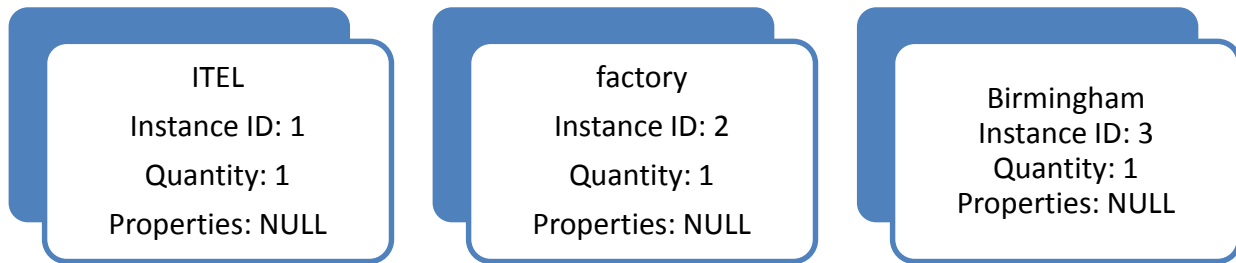 ITEL
Instance ID: 1
Quantity: 1
Properties: NULL
factory
Instance ID: 2
Quantity: 1
Properties: NULL
Birmingham
Instance ID: 3
Quantity: 1
Properties: NULL